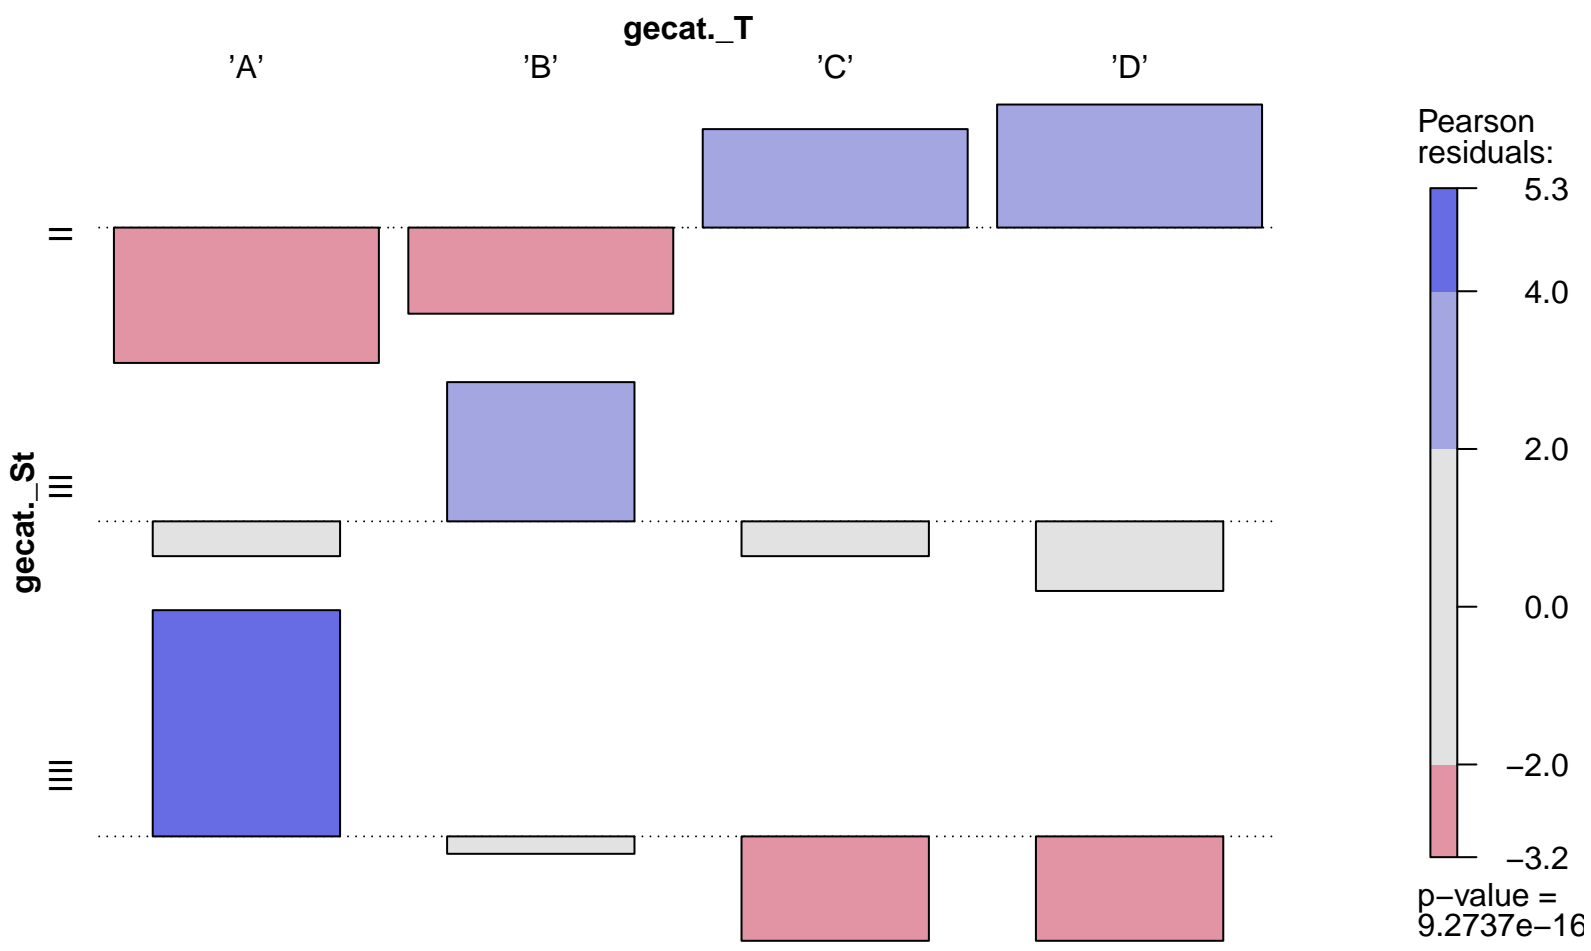 gecat._T
’A’
’B’
’C’
’D’
gecat._St
II
III
IIII
Pearson
residuals:
5.3
4.0
2.0
0.0
−2.0
−3.2
p−value =
9.2737e−16